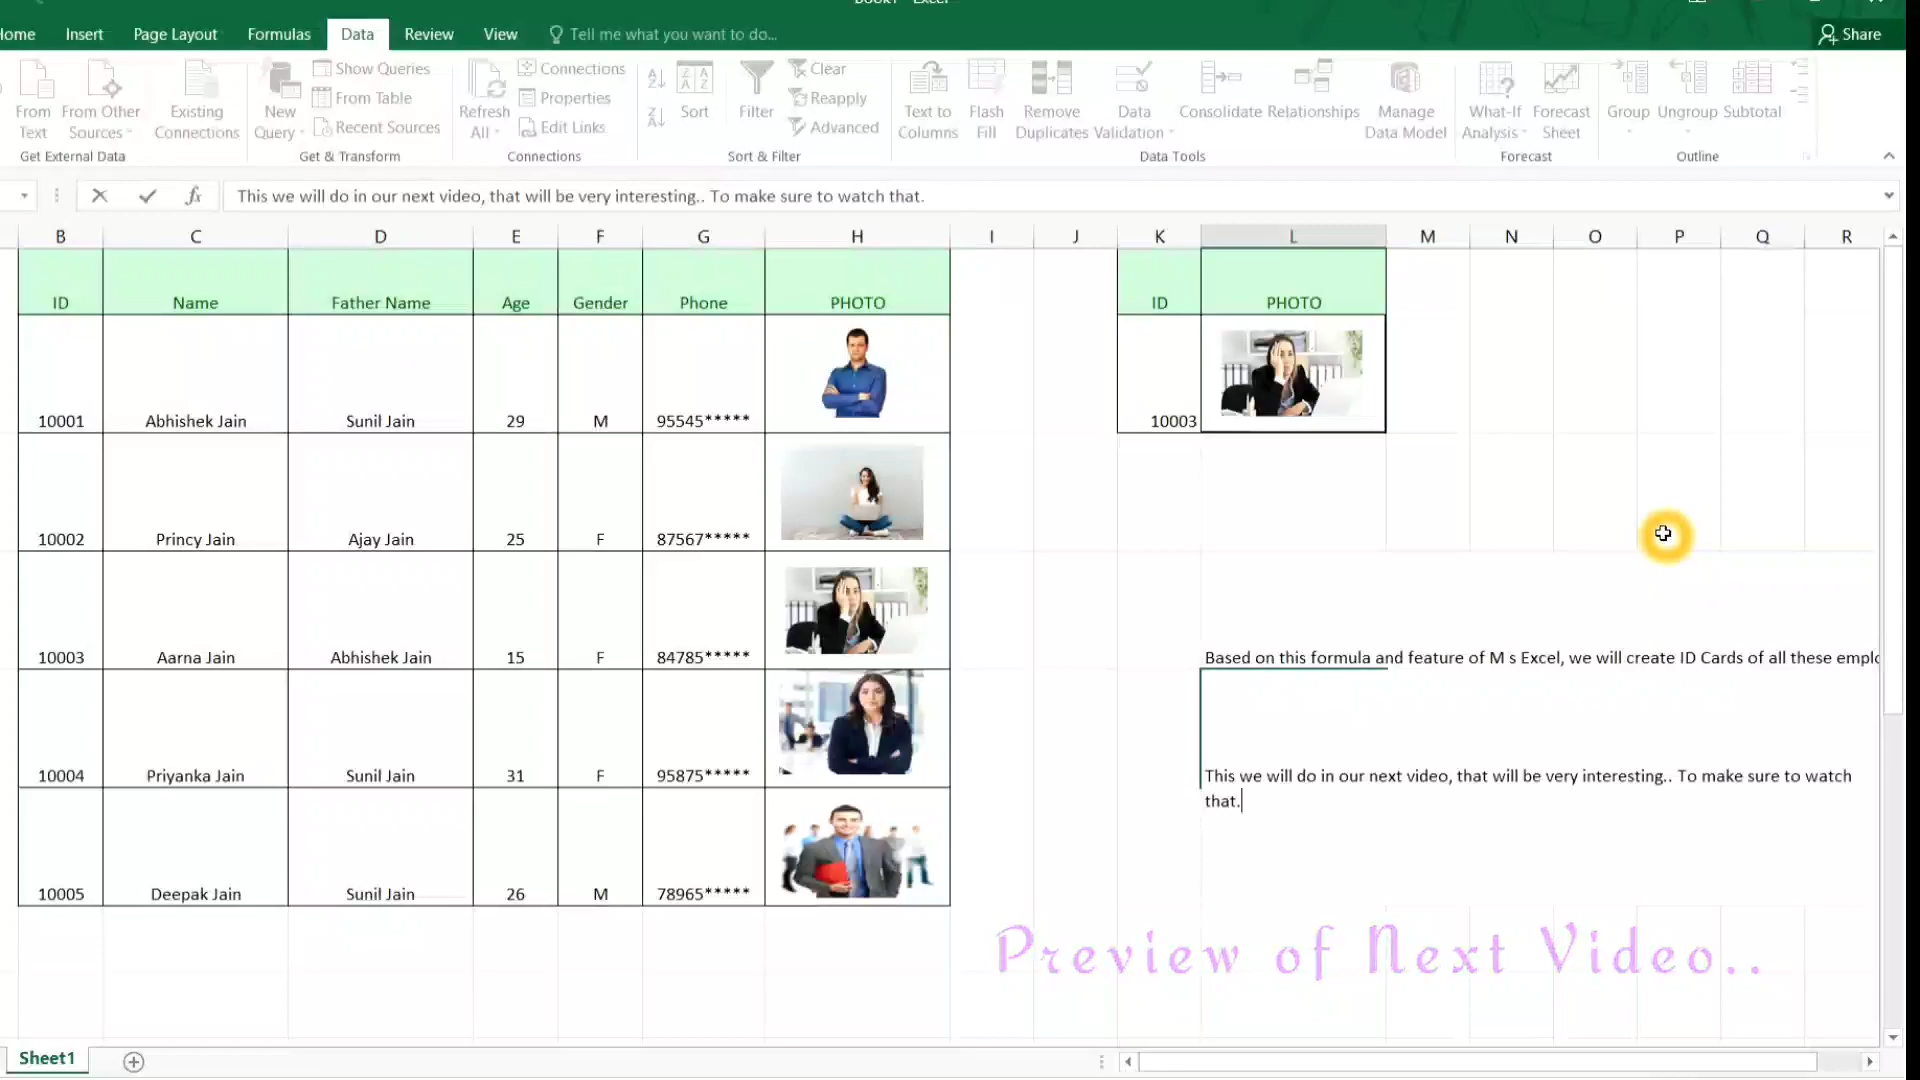 Home Insert Page Layout Formulas Data Review View Tell me what you want to do... Share
From Text
From Other Sources
Existing Connections
Get External Data
New Query
Show Queries
From Table
Recent Sources
Get & Transform
Refresh All
Connections
Properties
Edit Links
Connections
Sort
Filter
Clear
Reapply
Advanced
Sort & Filter
Text to Columns
Flash Fill
Remove Duplicates
Data Validation
Consolidate
Relationships
Manage Data Model
Data Tools
What-If Analysis
Forecast Sheet
Forecast
Group
Ungroup
Subtotal
Outline
fx This we will do in our next video, that will be very interesting.. To make sure to watch that.
B C D E F G H I J K L M N O P Q R
ID Name Father Name Age Gender Phone PHOTO ID PHOTO
10001 Abhishek Jain Sunil Jain 29 M 95545***** 10003
10002 Princy Jain Ajay Jain 25 F 87567*****
10003 Aarna Jain Abhishek Jain 15 F 84785*****
Based on this formula and feature of M s Excel, we will create ID Cards of all these
10004 Priyanka Jain Sunil Jain 31 F 95875*****
This we will do in our next video, that will be very interesting.. To make sure to watch
that.
10005 Deepak Jain Sunil Jain 26 M 78965*****
Preview of Next Video..
Sheet1